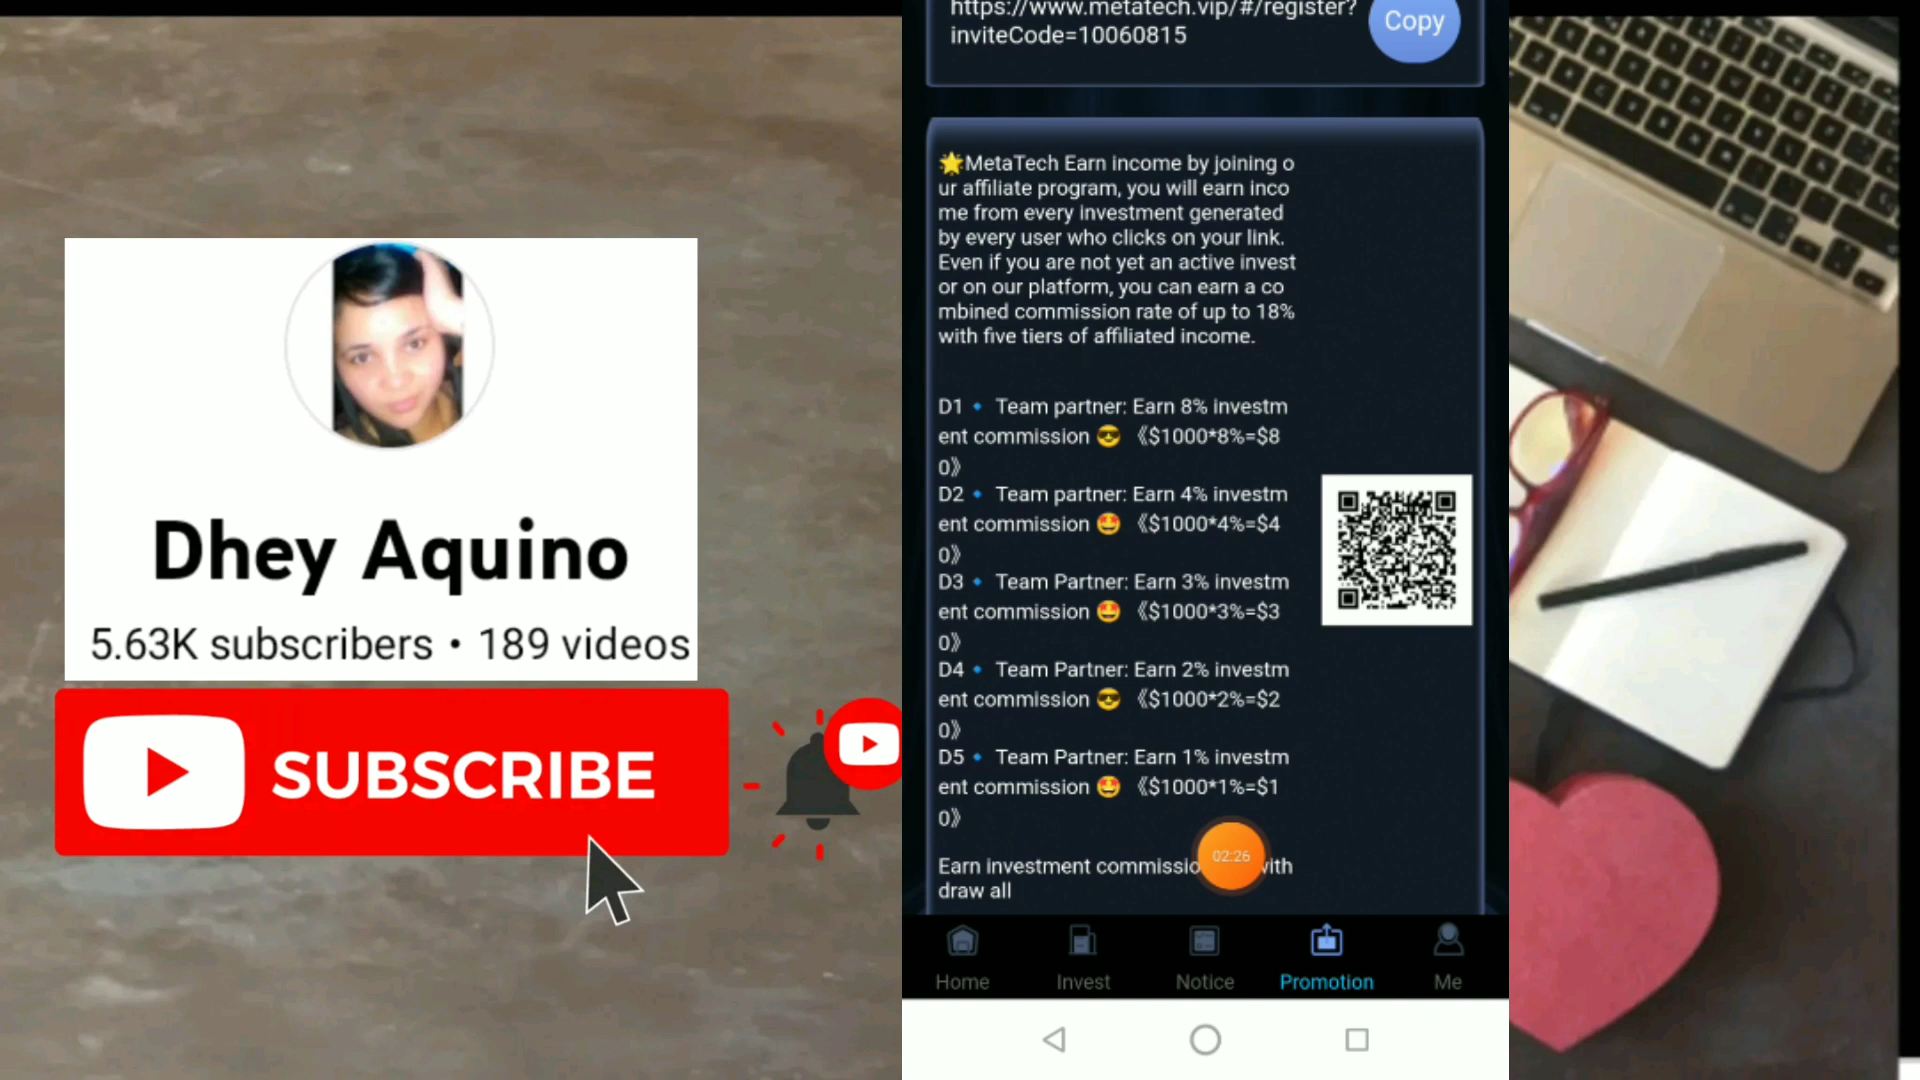 Dhey Aquino
5.63K subscribers • 189 videos
SUBSCRIBE
https://www.metatech.vip/#/register?
inviteCode=10060815
Copy
🌟MetaTech Earn income by joining o
ur affiliate program, you will earn inco
me from every investment generated
by every user who clicks on your link.
Even if you are not yet an active invest
or on our platform, you can earn a co
mbined commission rate of up to 18%
with five tiers of affiliated income.
D1🔹 Team partner: Earn 8% investm
ent commission 😎 《$1000*8%=$8
0》
D2🔹 Team partner: Earn 4% investm
ent commission 🤩 《$1000*4%=$4
0》
D3🔹 Team Partner: Earn 3% investm
ent commission 🤩 《$1000*3%=$3
0》
D4🔹 Team Partner: Earn 2% investm
ent commission 😎 《$1000*2%=$2
0》
D5🔹 Team Partner: Earn 1% investm
ent commission 🤩 《$1000*1%=$1
0》
Earn investment
draw all
02:26
Home Invest Notice Promotion Me